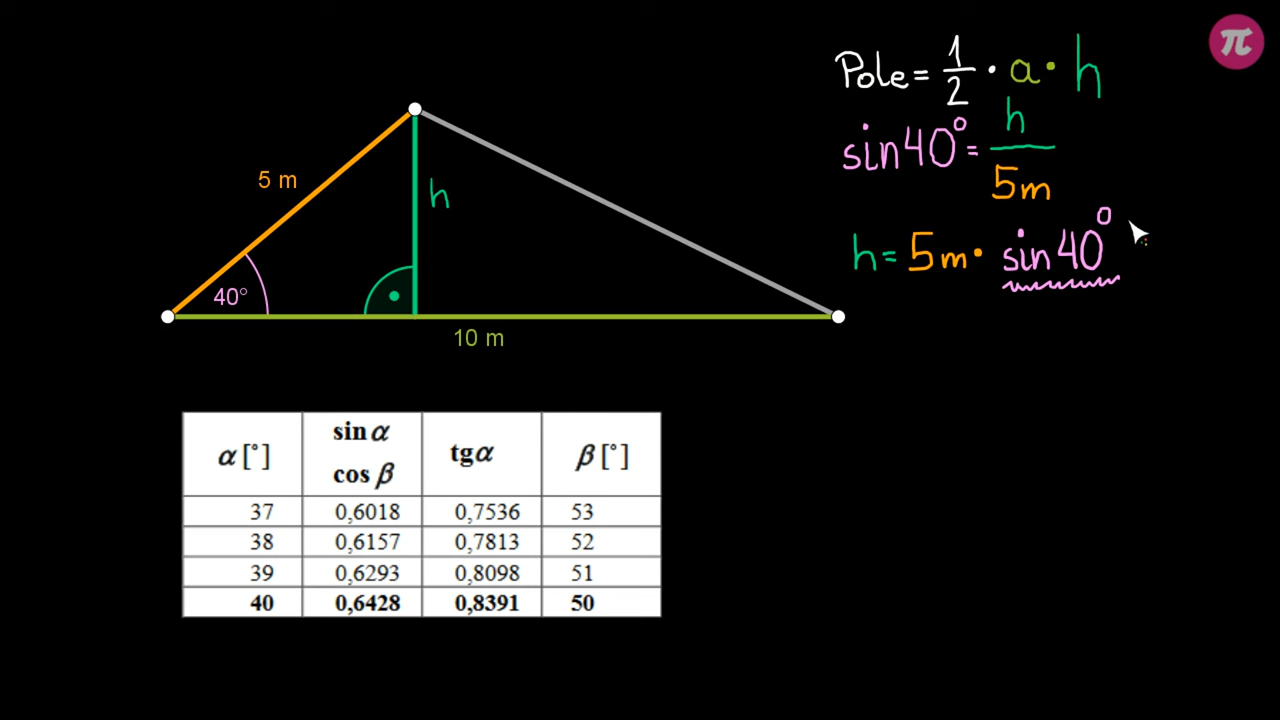 π
Pole = 1/2 · a · h
sin40° = h/5m
h = 5m · sin40°
5 m
h
40°
10 m
α [°] sin α cos β tg α β [°]
37 0,6018 0,7536 53
38 0,6157 0,7813 52
39 0,6293 0,8098 51
40 0,6428 0,8391 50